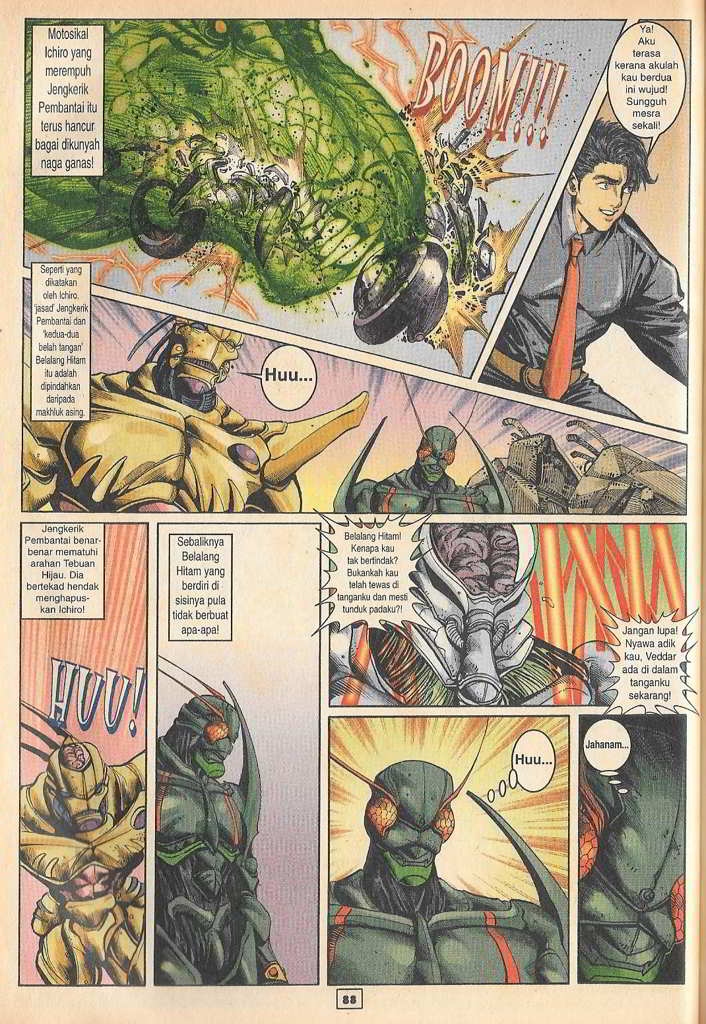 Motosikal
Ichiro yang
merempuh
Jengkerik
Pembantai itu
terus hancur
bagai dikunyah
naga ganas!
BOOM!!!
Ya!
Aku
terasa
kerana akulah
kau berdua
ini wujud!
Sungguh
mesra
sekali!
Seperti yang
dikatakan
oleh Ichiro,
'jasad' Jengkerik
Pembantai dan
'kedua-dua
belah tangan'
Belalang Hitam
itu adalah
dipindahkan
daripada
makhluk asing.
Huu...
Jengkerik
Pembantai benar-
benar mematuhi
arahan Tebuan
Hijau. Dia
bertekad hendak
menghapus-
kan Ichiro!
HUU!
Sebaliknya
Belalang
Hitam yang
berdiri di
sisinya pula
tidak berbuat
apa-apa!
Belalang Hitam!
Kenapa kau
tak bertindak?
Bukankah kau
telah tewas di
tanganku dan mesti
tunduk padaku?!
Jangan lupa!
Nyawa adik
kau, Veddar
ada di dalam
tanganku
sekarang!
Huu...
Jahanam...
88